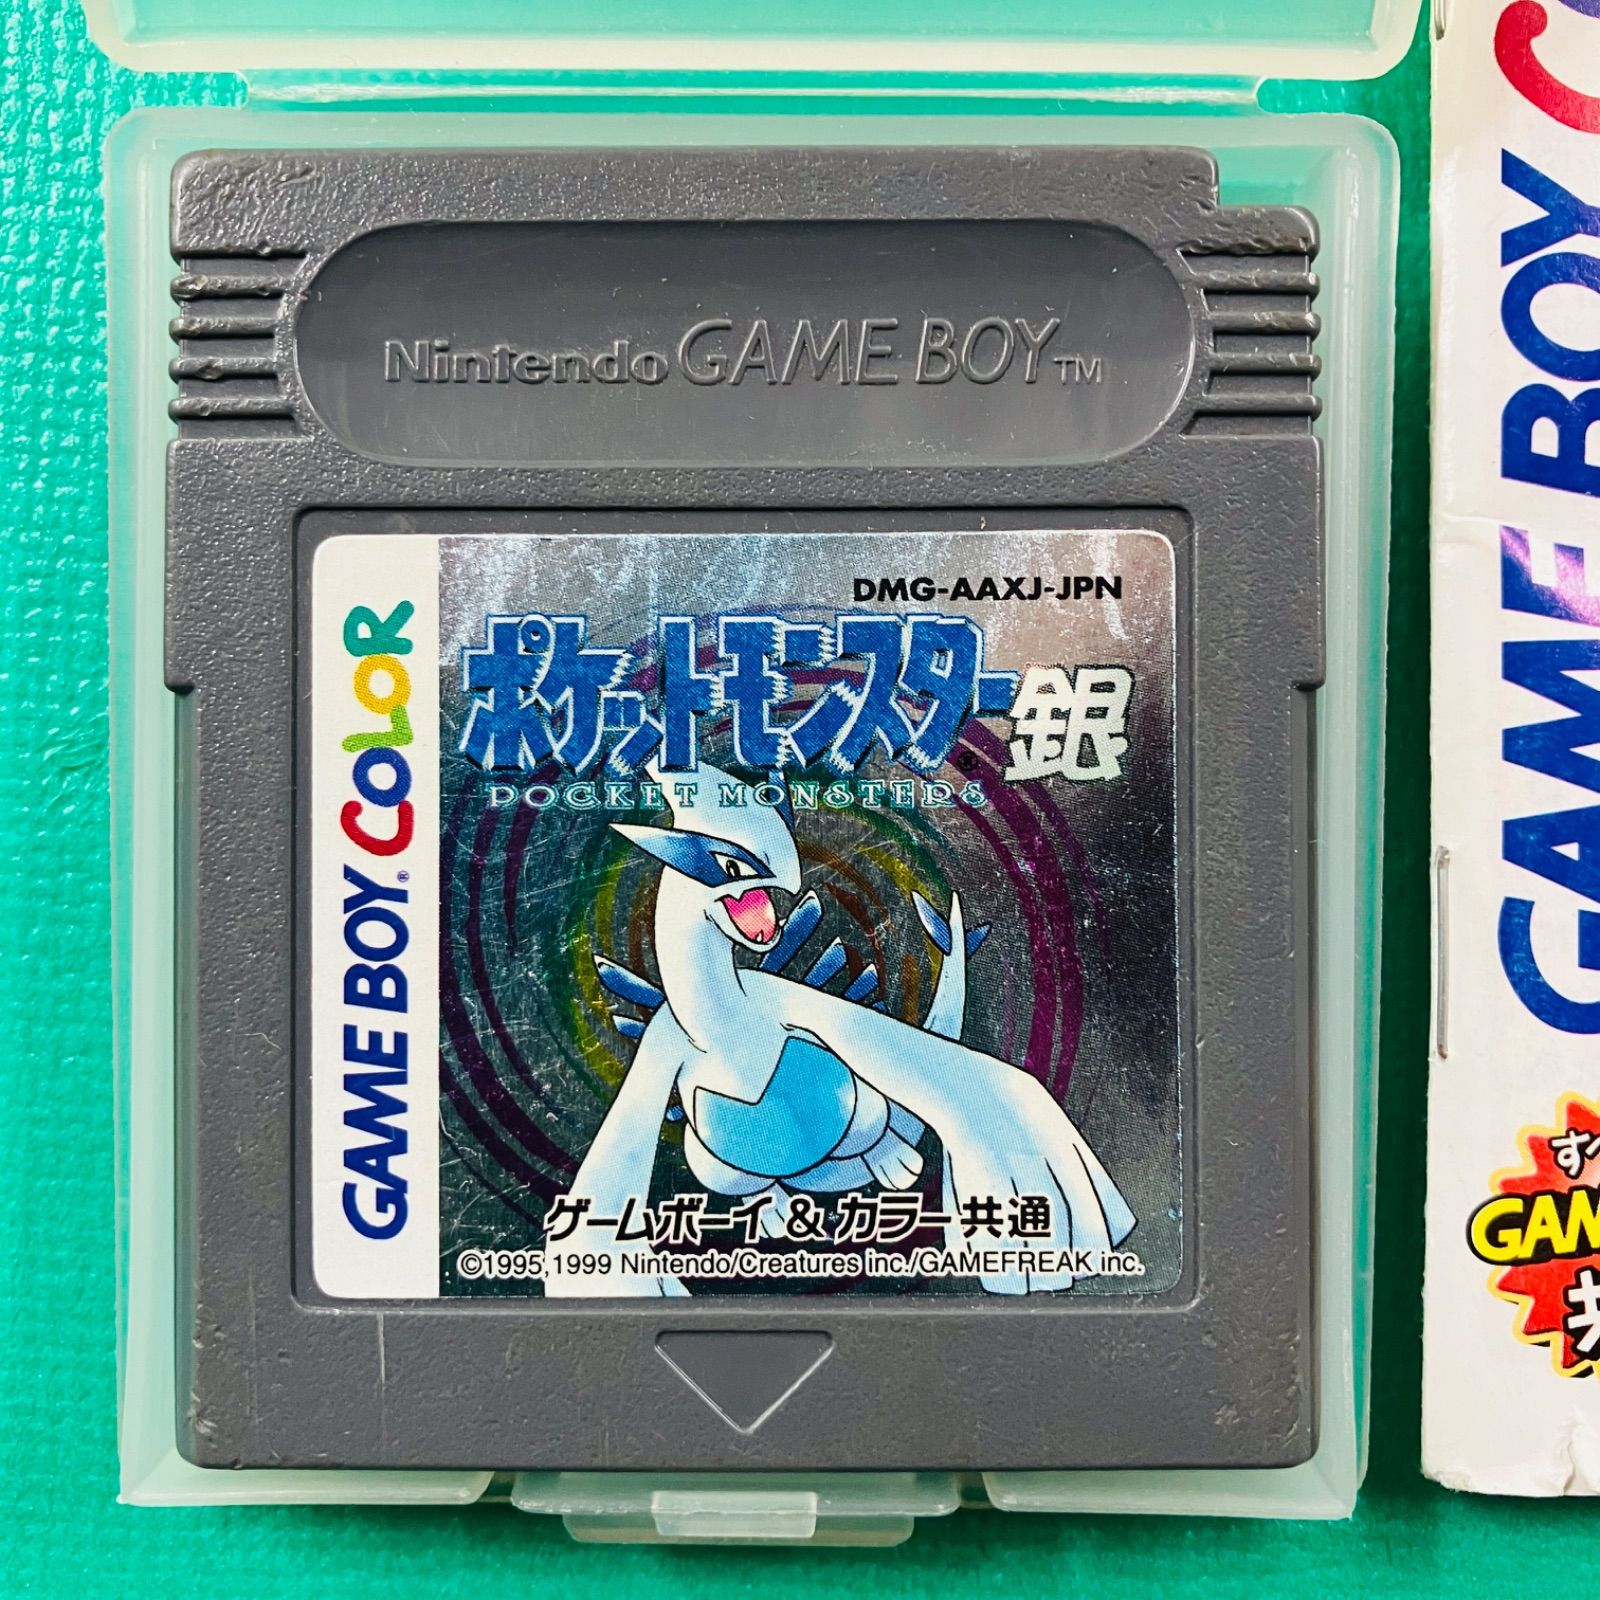 Nintendo GAME BOY™
DMG-AAXJ-JPN
ポケットモンスター®銀
POCKET MONSTERS
GAME BOY® COLOR
ゲームボーイ & カラー 共通
©1995,1999 Nintendo/Creatures inc./GAMEFREAK inc.
GAME BOY